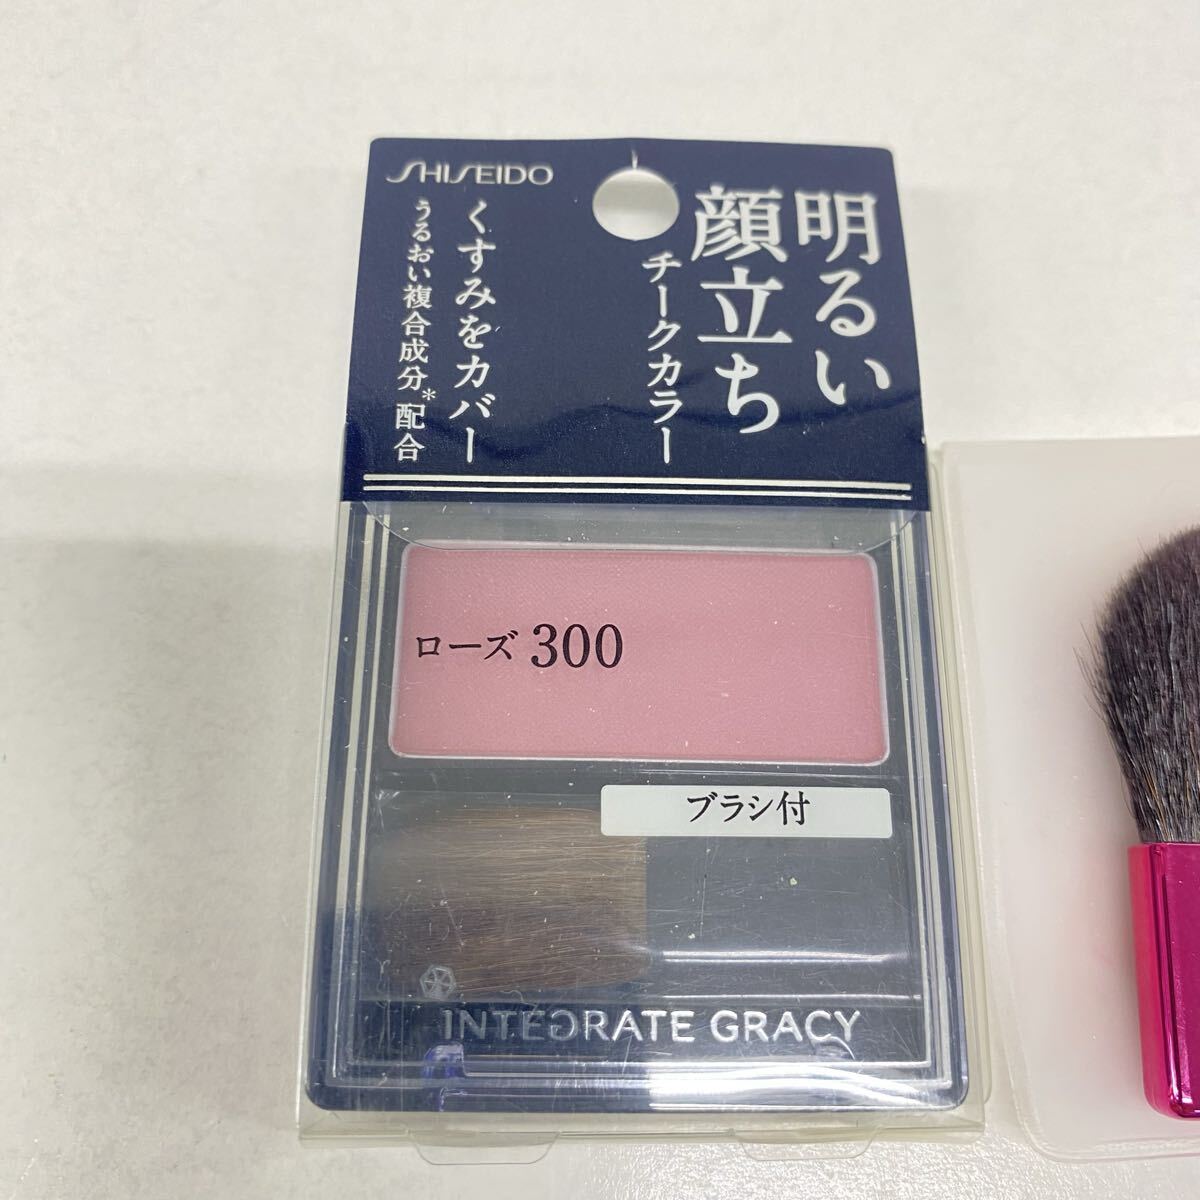 SHISEIDO
明るい
顔立ち
チークカラー
くすみをカバー
うるおい複合成分*配合
ローズ 300
ブラシ付
INTEGRATE GRACY